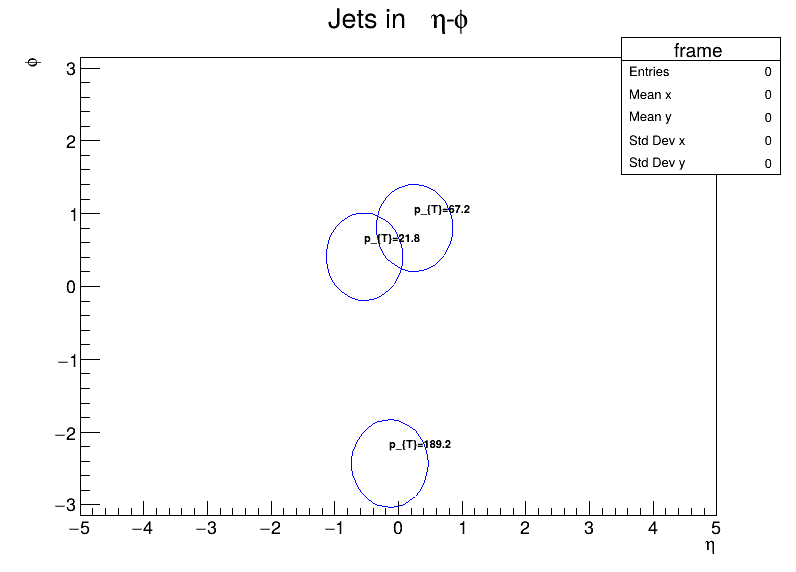 Jets in η-ϕ
frame
Entries 0
Mean x 0
Mean y 0
Std Dev x 0
Std Dev y 0
ϕ
3
2
1
0
−1
−2
−3
p_{T}=67.2
p_{T}=21.8
p_{T}=189.2
−5 −4 −3 −2 −1 0 1 2 3 4 5
η